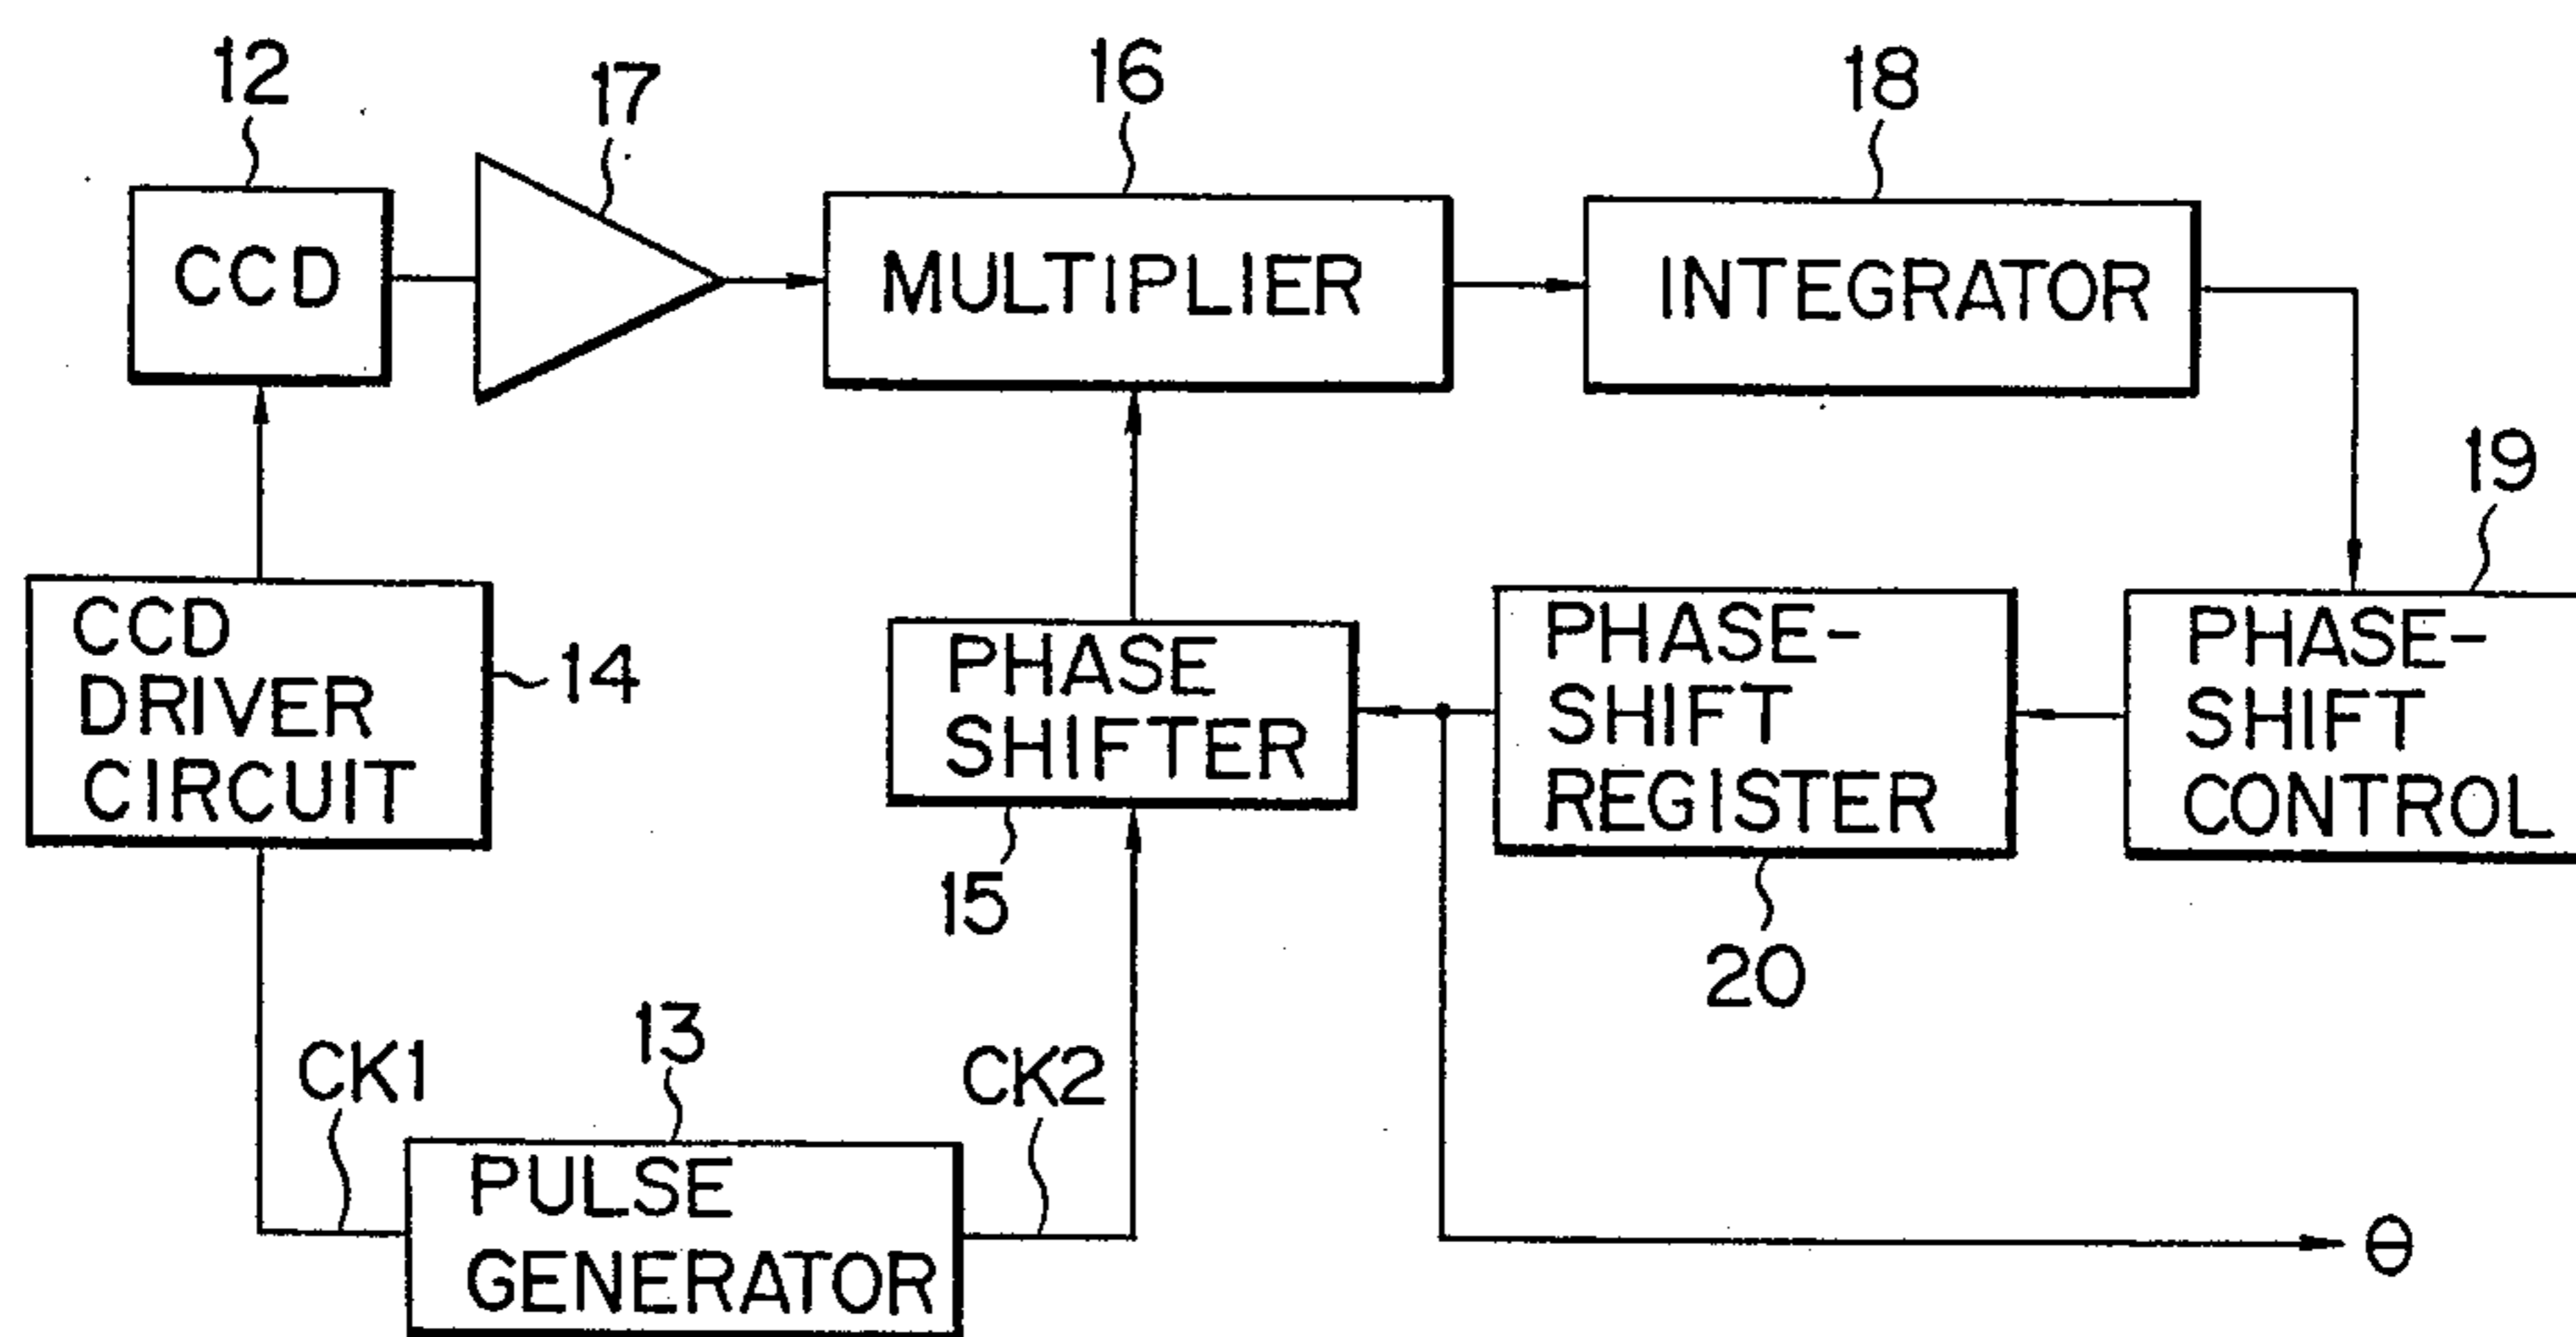 12
17
16
18
CCD
MULTIPLIER
INTEGRATOR
19
CCD
DRIVER
CIRCUIT
14
PHASE
SHIFTER
15
PHASE-
SHIFT
REGISTER
20
PHASE-
SHIFT
CONTROL
CK1
13
CK2
PULSE
GENERATOR
θ